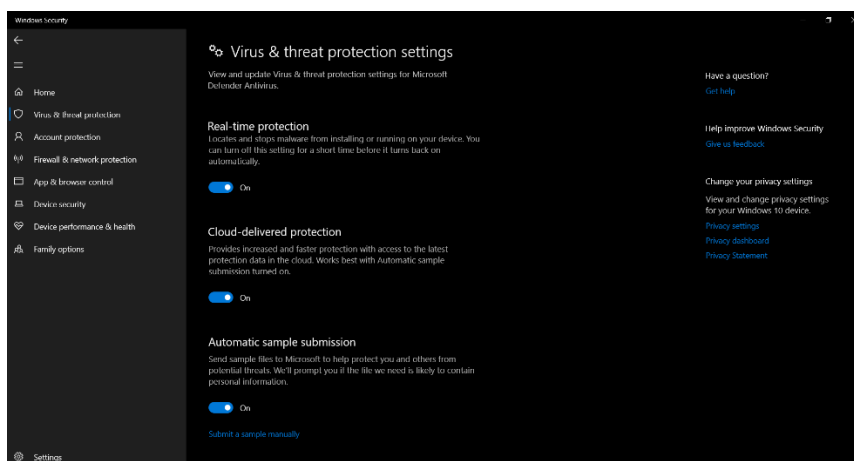 Windows Security
Home
Virus & threat protection
Account protection
Firewall & network protection
App & browser control
Device security
Device performance & health
Family options
Settings
Virus & threat protection settings
View and update Virus & threat protection settings for Microsoft
Defender Antivirus.
Real-time protection
Locates and stops malware from installing or running on your device. You
can turn off this setting for a short time before it turns back on
automatically.
On
Cloud-delivered protection
Provides increased and faster protection with access to the latest
protection data in the cloud. Works best with Automatic sample
submission turned on.
On
Automatic sample submission
Send sample files to Microsoft to help protect you and others from
potential threats. We'll prompt you if the file we need is likely to contain
personal information.
On
Submit a sample manually
Have a question?
Get help
Help improve Windows Security
Give us feedback
Change your privacy settings
View and change privacy settings
for your Windows 10 device.
Privacy settings
Privacy dashboard
Privacy Statement